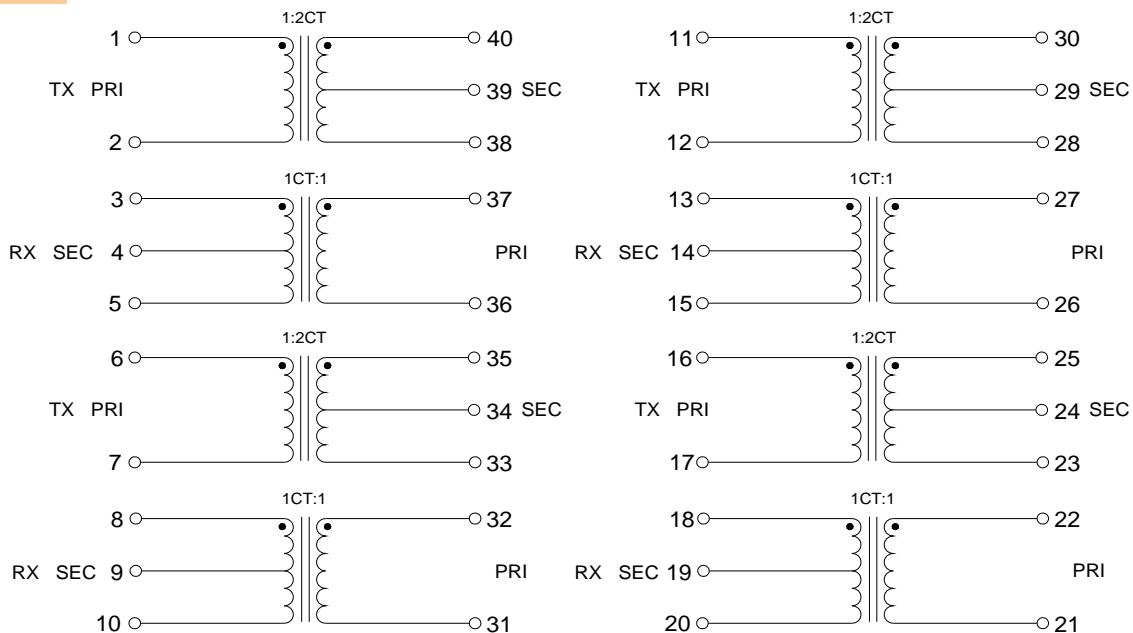 1:2CT 1:2CT
1 40 11 30
TX PRI 39 SEC TX PRI 29 SEC
2 38 12 28
1CT:1 1CT:1
3 37 13 27
RX SEC 4 PRI RX SEC 14 PRI
5 36 15 26
1:2CT 1:2CT
6 35 16 25
TX PRI 34 SEC TX PRI 24 SEC
7 33 17 23
1CT:1 1CT:1
8 32 18 22
RX SEC 9 PRI RX SEC 19 PRI
10 31 20 21